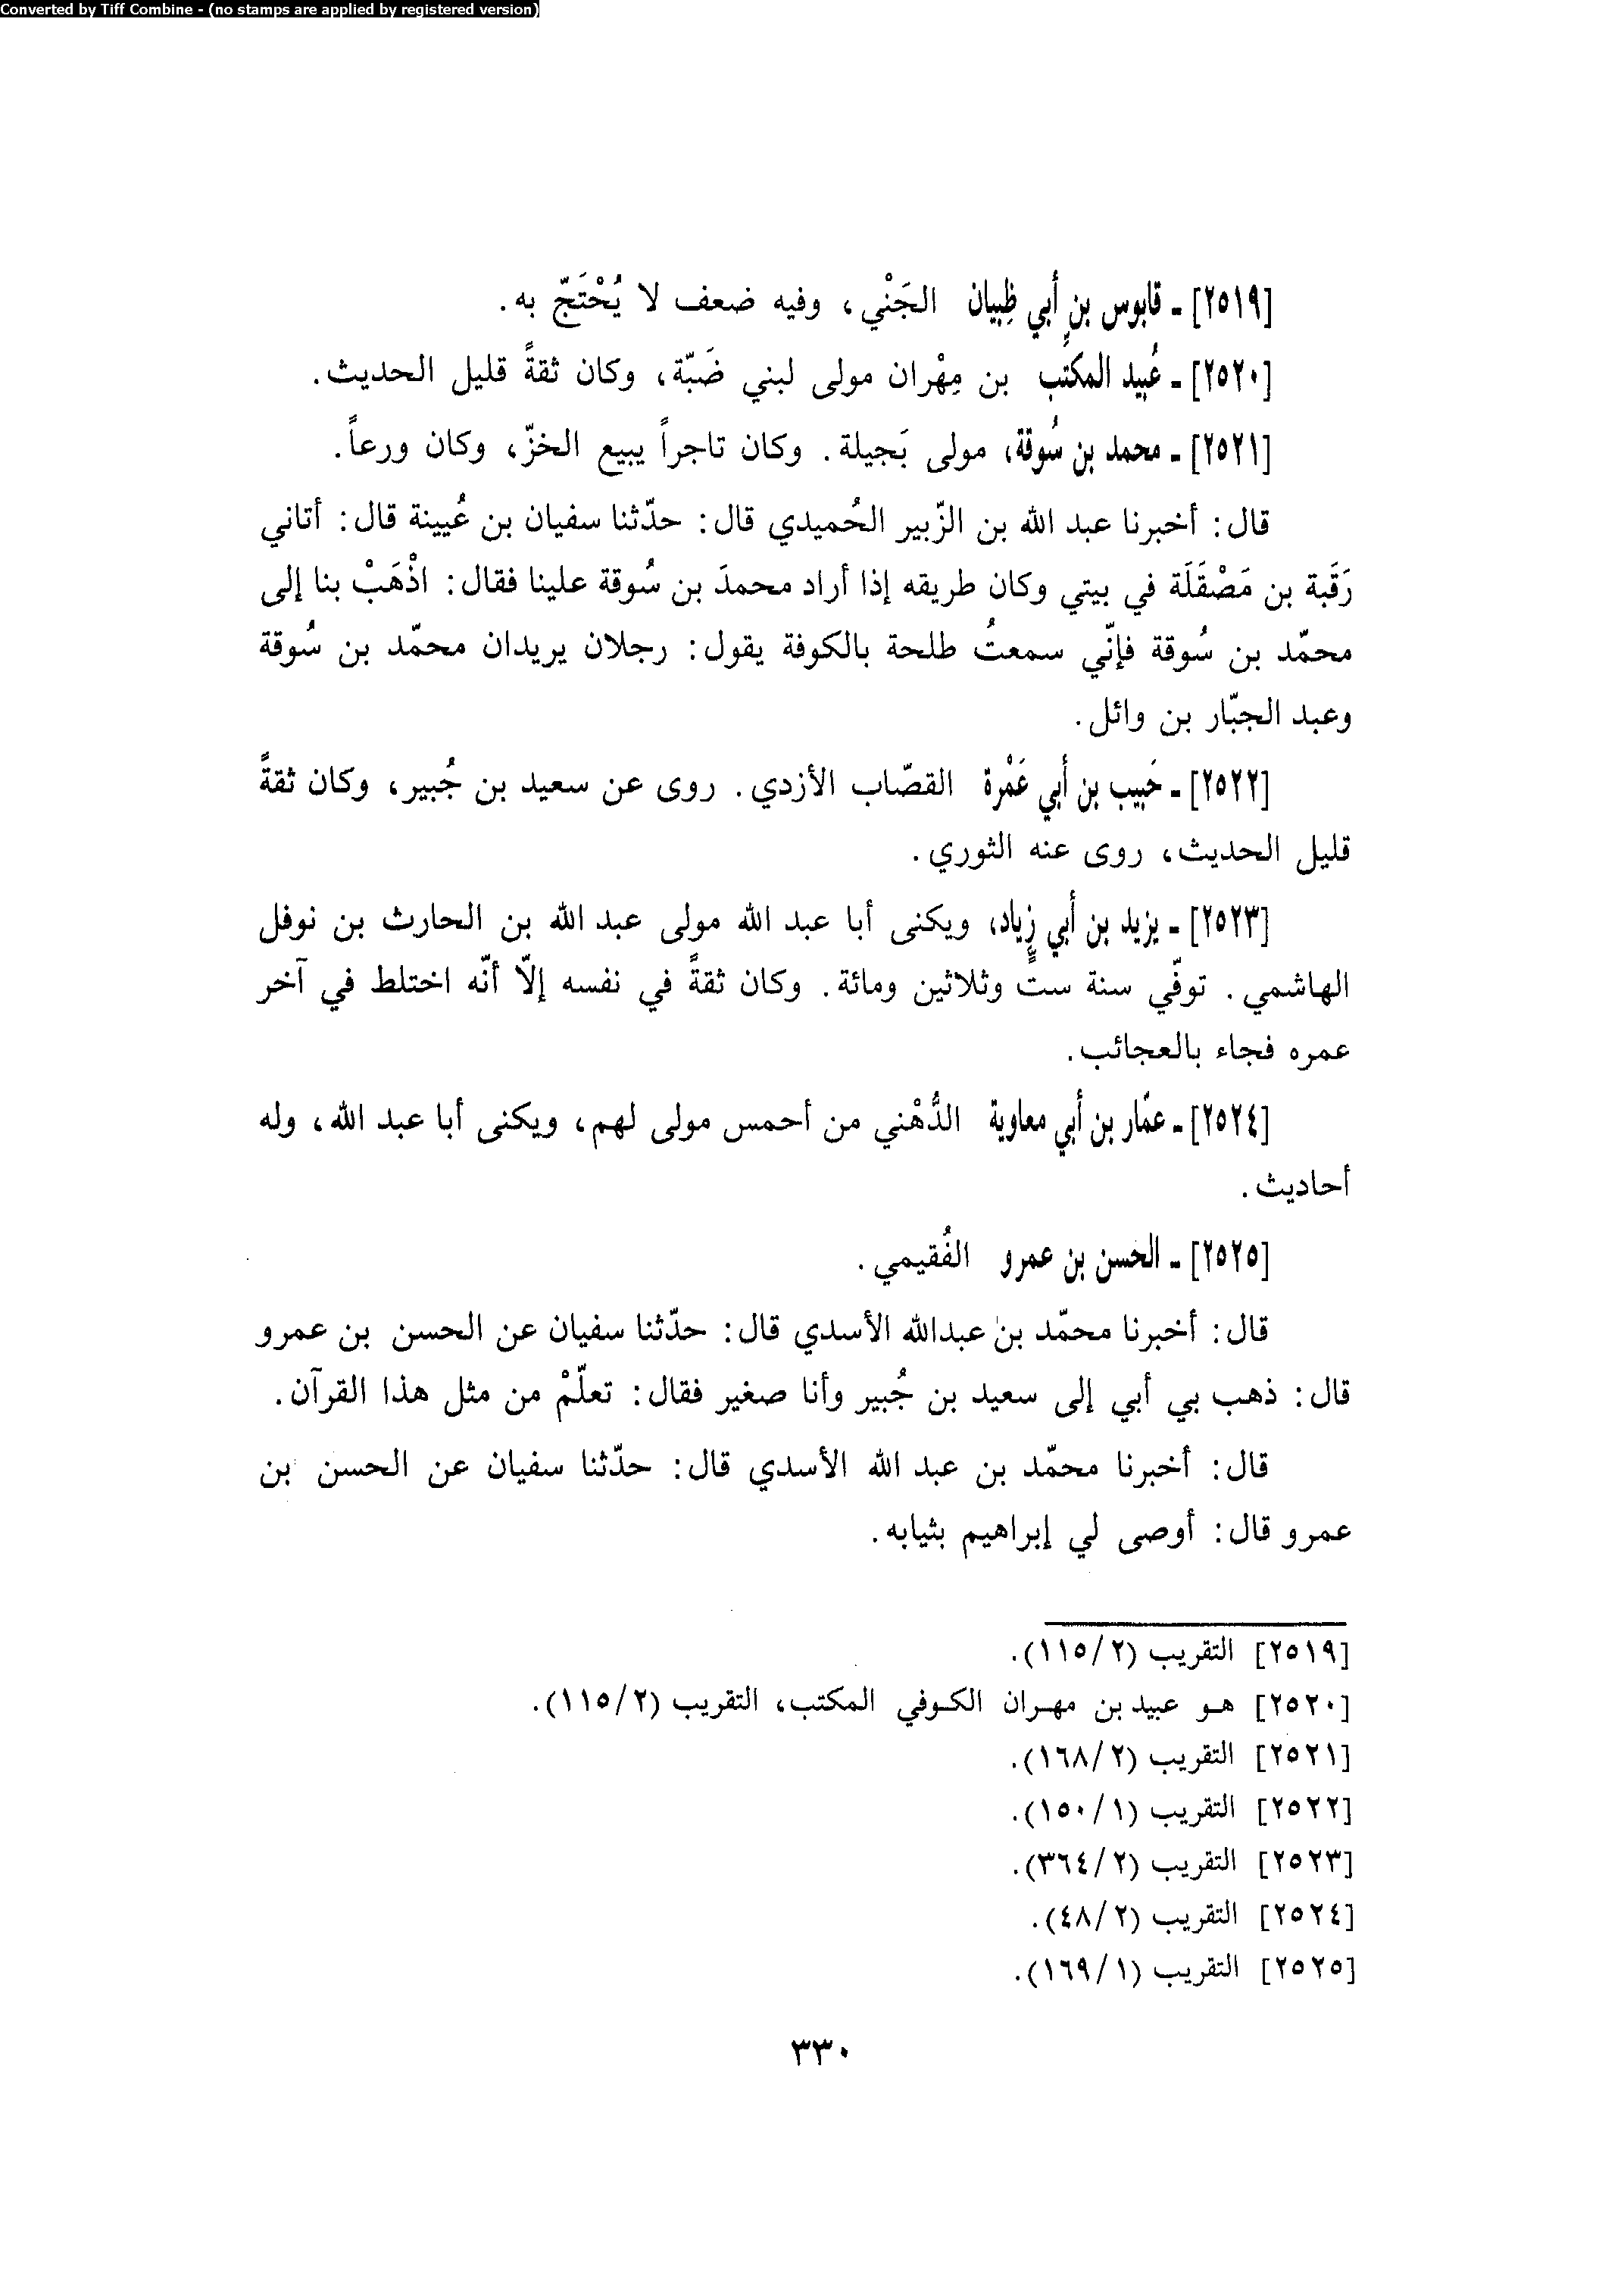 Converted by Tiff Combine - (no stamps are applied by registered version)
[٢٥١٩] - قابوس بن أبي ظِبيان الجَنْبي، وفيه ضعف لا يُحْتَجّ به.
[٢٥٢٠] - عُبيد المكتِب بن مِهْران مولى لبني ضَبّة، وكان ثقةً قليل الحديث.
[٢٥٢١] - محمد بن سُوقة، مولى بَجيلة. وكان تاجراً يبيع الخزّ، وكان ورعاً.
قال: أخبرنا عبد الله بن الزّبير الحُميدي قال: حدّثنا سفيان بن عُيينة قال: أتاني
رَقَبة بن مَصْقَلَة في بيتي وكان طريقه إذا أراد محمدَ بن سُوقة علينا فقال: اذْهَبْ بنا إلى
محمّد بن سُوقة فإنّي سمعتُ طلحة بالكوفة يقول: رجلان يريدان محمّد بن سُوقة
وعبد الجبّار بن وائل.
[٢٥٢٢] - حَبيب بن أبي عَمْرة القصّاب الأزدي. روى عن سعيد بن جُبير، وكان ثقةً
قليل الحديث، روى عنه الثوري.
[٢٥٢٣] - يزيد بن أبي زِياد، ويكنى أبا عبد الله مولى عبد الله بن الحارث بن نوفل
الهاشمي. توفّي سنة ستٍّ وثلاثين ومائة. وكان ثقةً في نفسه إلاّ أنّه اختلط في آخر
عمره فجاء بالعجائب.
[٢٥٢٤] - عمّار بن أبي معاوية الدُّهْني من أحمس مولى لهم، ويكنى أبا عبد الله، وله
أحاديث.
[٢٥٢٥] - الحسن بن عمرو الفُقيمي.
قال: أخبرنا محمّد بن عبدالله الأسدي قال: حدّثنا سفيان عن الحسن بن عمرو
قال: ذهب بي أبي إلى سعيد بن جُبير وأنا صغير فقال: تعلّمْ من مثل هذا القرآن.
قال: أخبرنا محمّد بن عبد الله الأسدي قال: حدّثنا سفيان عن الحسن بن
عمرو قال: أوصى لي إبراهيم بثيابه.
[٢٥١٩] التقريب (٢/١١٥).
[٢٥٢٠] هو عبيد بن مهران الكوفي المكتب، التقريب (٢/١١٥).
[٢٥٢١] التقريب (٢/١٦٨).
[٢٥٢٢] التقريب (١/١٥٠).
[٢٥٢٣] التقريب (٢/٣٦٤).
[٢٥٢٤] التقريب (٢/٤٨).
[٢٥٢٥] التقريب (١/١٦٩).
٣٣٠